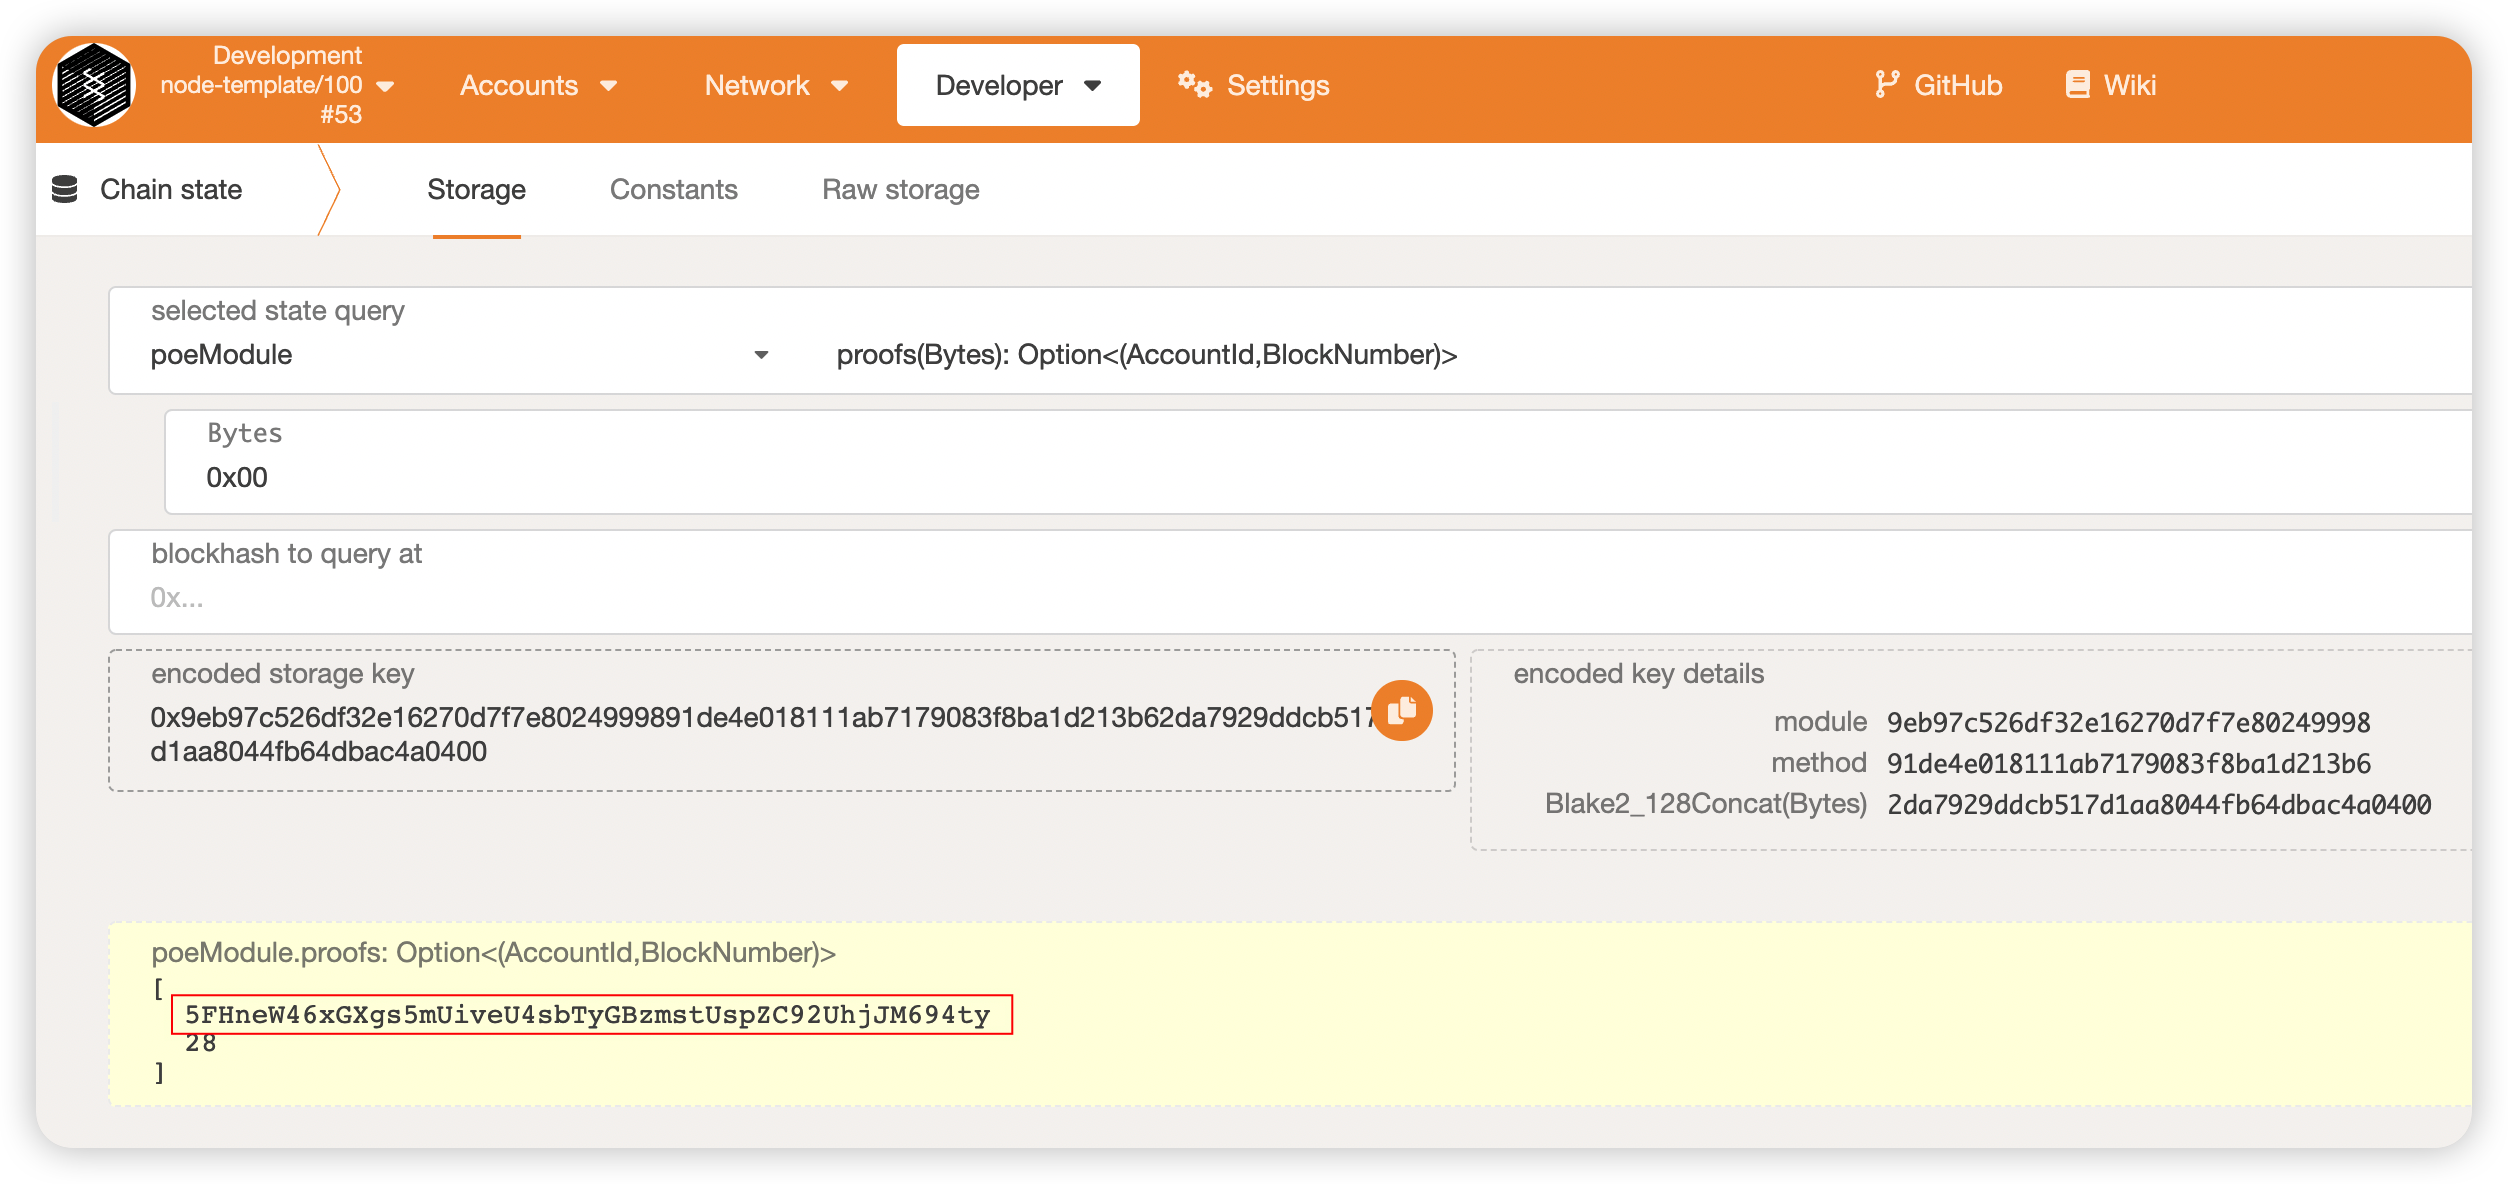 Development
node-template/100
#53
Accounts
Network
Developer
Settings
GitHub
Wiki
Chain state
Storage
Constants
Raw storage
selected state query
poeModule
proofs(Bytes): Option<(AccountId,BlockNumber)>
Bytes
0x00
blockhash to query at
0x...
encoded storage key
0x9eb97c526df32e16270d7f7e8024999891de4e018111ab7179083f8ba1d213b62da7929ddcb517
d1aa8044fb64dbac4a0400
encoded key details
module 9eb97c526df32e16270d7f7e80249998
method 91de4e018111ab7179083f8ba1d213b6
Blake2_128Concat(Bytes) 2da7929ddcb517d1aa8044fb64dbac4a0400
poeModule.proofs: Option<(AccountId,BlockNumber)>
[
5FHneW46xGXgs5mUiveU4sbTyGBzmstUspZC92UhjJM694ty
28
]